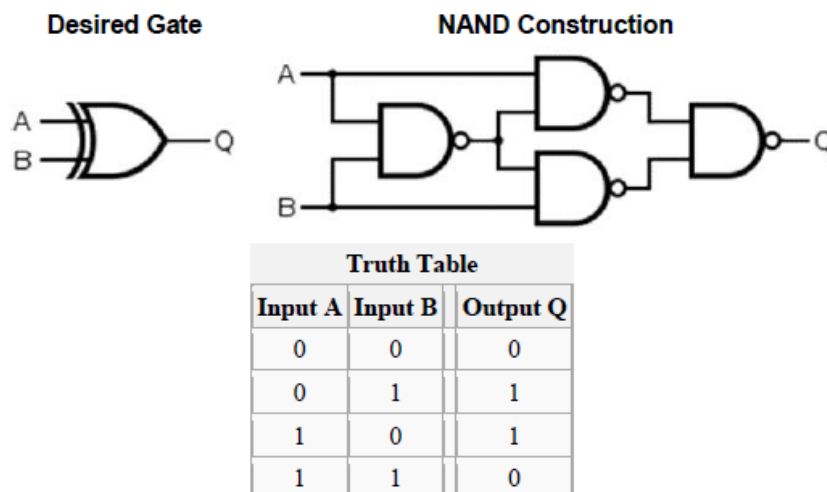 Desired Gate
NAND Construction
A
B
Q
A
B
Q
Truth Table
Input A Input B Output Q
0 0 0
0 1 1
1 0 1
1 1 0